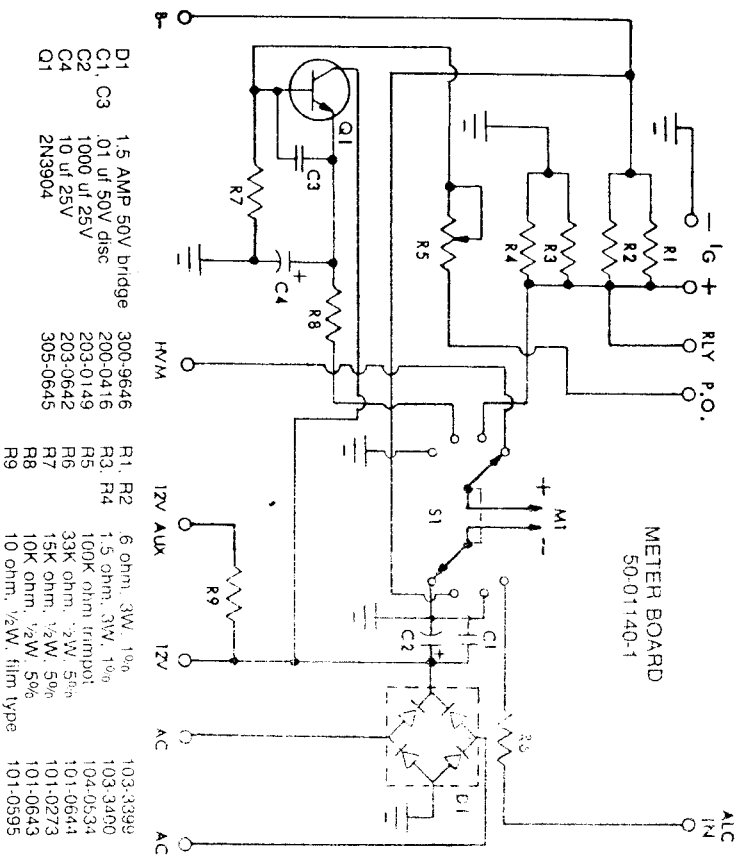 METER BOARD
50-01140-1
ALC
IN
- IG +
RLY
P.O.
R1
R2
R3
R4
R5
R6
M1
+ -
S1
C1
C2
+
D1
Q1
C3
R7
C4
+
R8
R9
B-
HVM
12V AUX
12V
AC
AC
D1 1.5 AMP 50V bridge 300-9646 R1, R2 .6 ohm, 3W, 1% 103-3399
C1, C3 .01 uf 50V disc 200-0416 R3, R4 1.5 ohm, 3W, 1% 103-3400
C2 1000 uf 25V 203-0149 R5 100K ohm trimpot 104-0534
C4 10 uf 25V 203-0642 R6 33K ohm, ½W, 5% 101-0644
Q1 2N3904 305-0645 R7 15K ohm, ½W, 5% 101-0273
R8 10K ohm, ½W, 5% 101-0643
R9 10 ohm, ½W, film type 101-0595